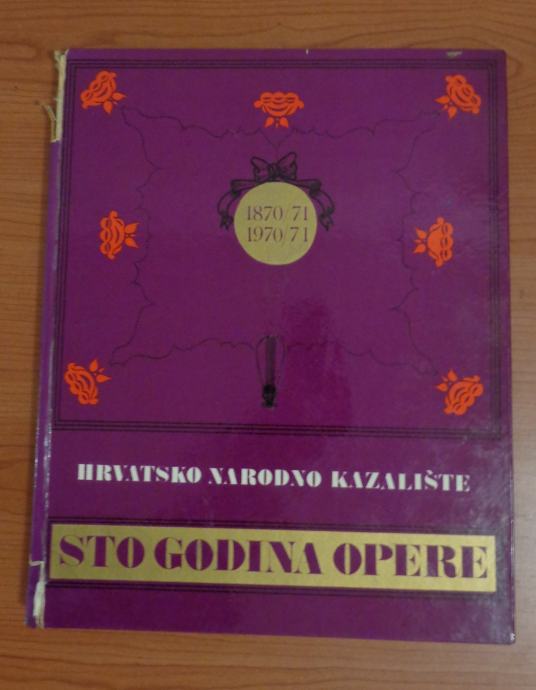 1870/71
1970/71
HRVATSKO NARODNO KAZALIŠTE
STO GODINA OPERE